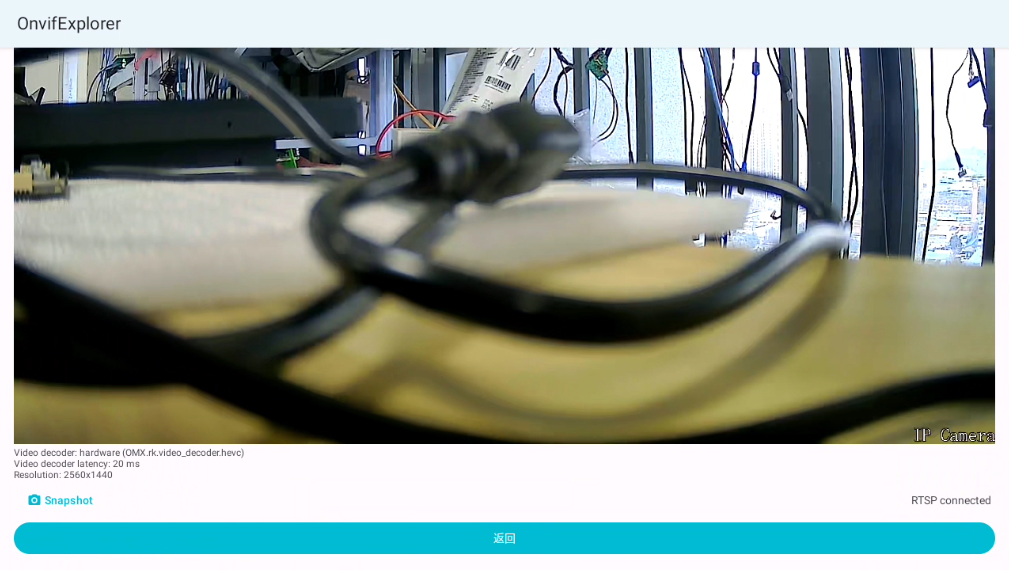 OnvifExplorer
IP Camera
Video decoder: hardware (OMX.rk.video_decoder.hevc)
Video decoder latency: 20 ms
Resolution: 2560x1440
Snapshot
RTSP connected
返回